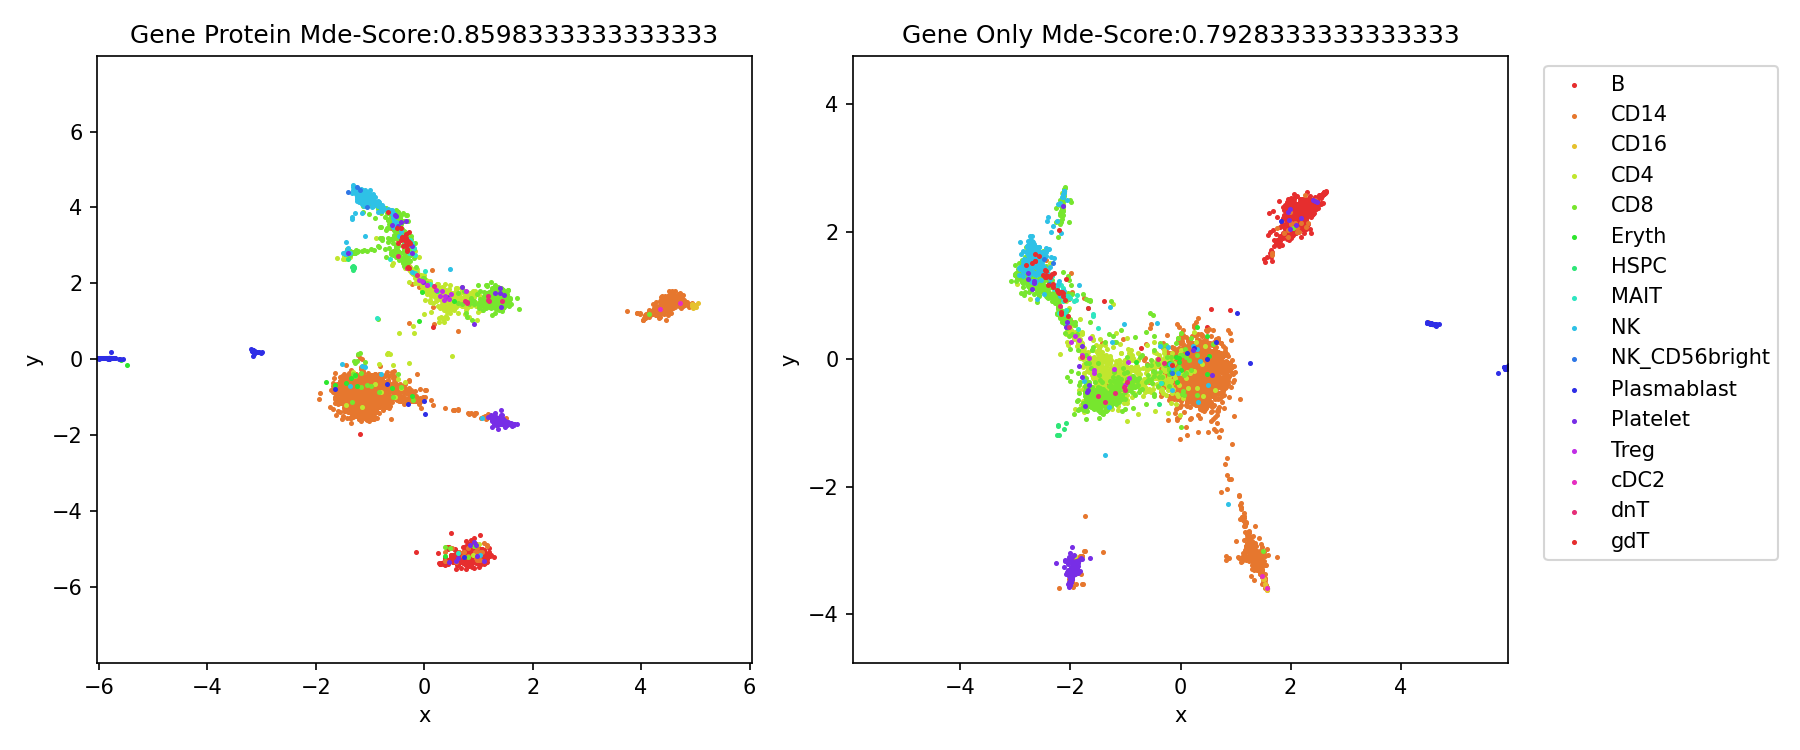 Gene Protein Mde-Score:0.8598333333333333
6
4
2
0
−2
−4
−6
y
−6
−4
−2
0
2
4
6
x
Gene Only Mde-Score:0.7928333333333333
4
2
0
−2
−4
y
−4
−2
0
2
4
x
B
CD14
CD16
CD4
CD8
Eryth
HSPC
MAIT
NK
NK_CD56bright
Plasmablast
Platelet
Treg
cDC2
dnT
gdT